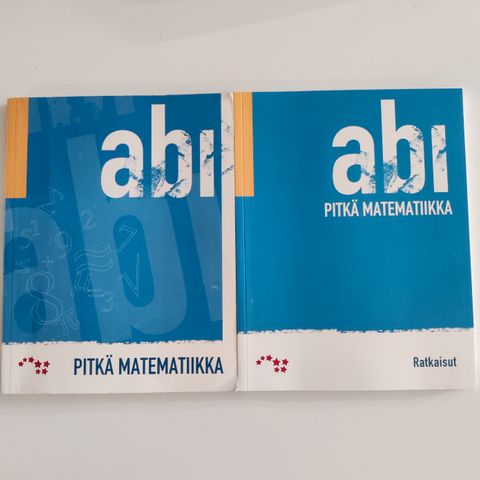 abi
PITKÄ MATEMATIIKKA
abi
PITKÄ MATEMATIIKKA
Ratkaisut